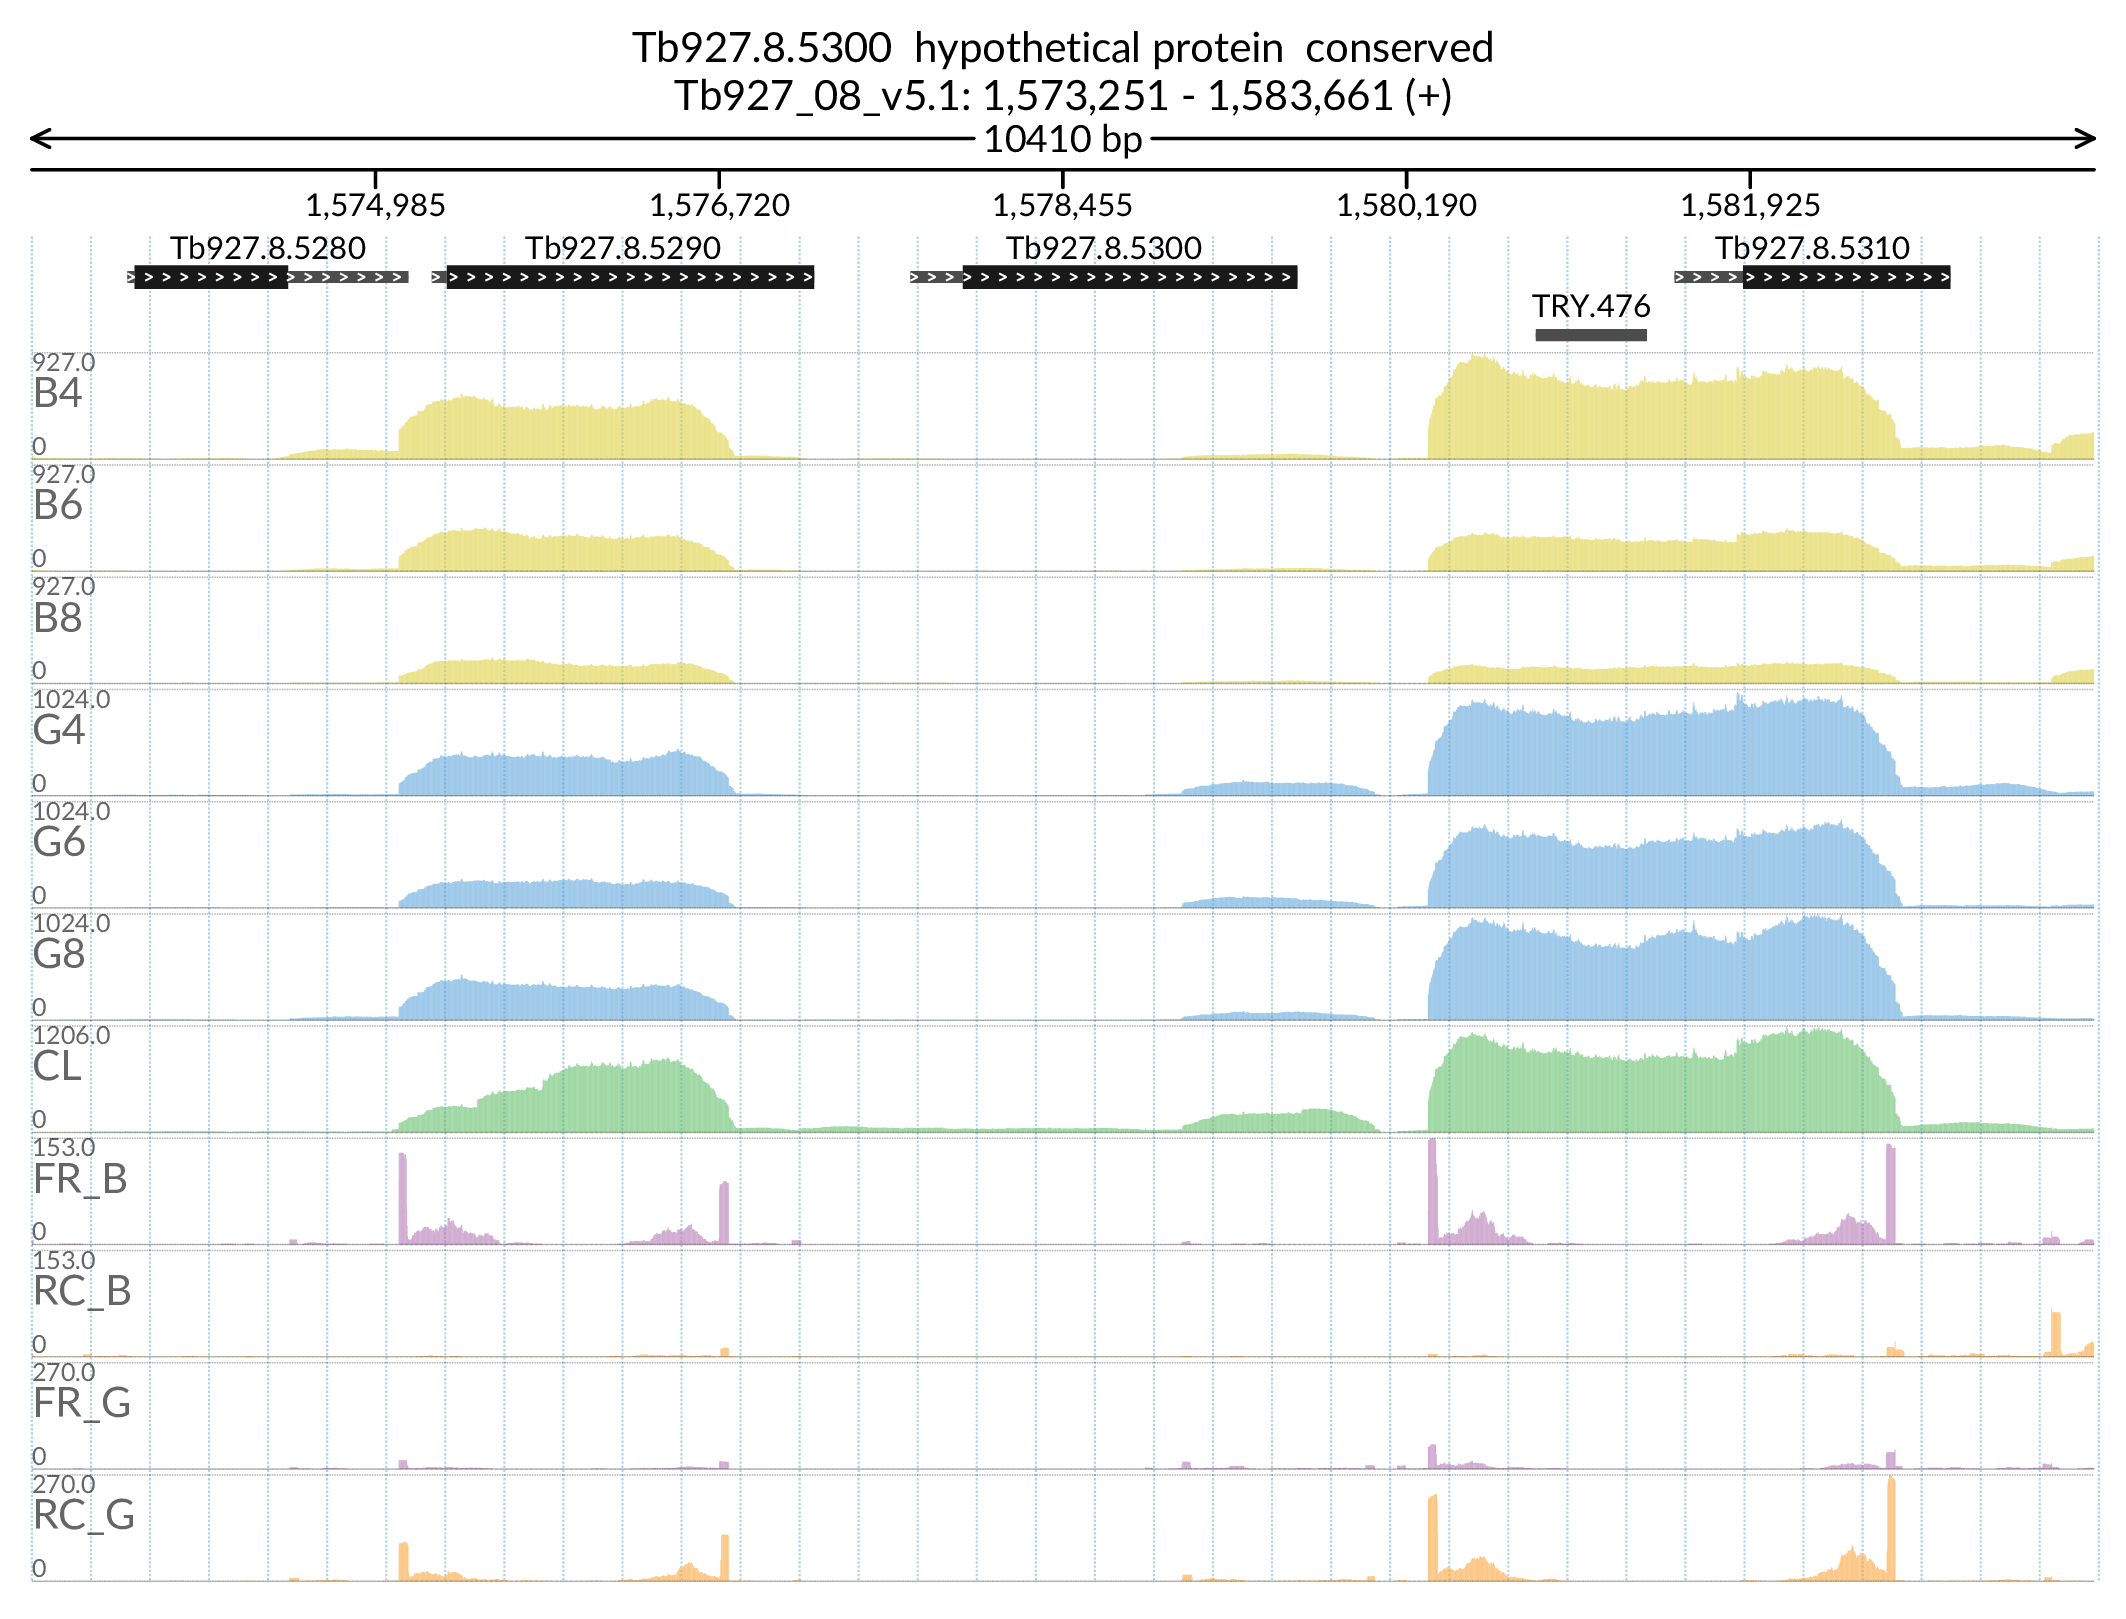 Tb927.8.5300  hypothetical protein  conserved
Tb927_08_v5.1: 1,573,251 - 1,583,661 (+)
10410 bp
1,574,985 1,576,720 1,578,455 1,580,190 1,581,925
Tb927.8.5280 Tb927.8.5290 Tb927.8.5300 Tb927.8.5310
TRY.476
927.0
B4
0
927.0
B6
0
927.0
B8
0
1024.0
G4
0
1024.0
G6
0
1024.0
G8
0
1206.0
CL
0
153.0
FR_B
0
153.0
RC_B
0
270.0
FR_G
0
270.0
RC_G
0